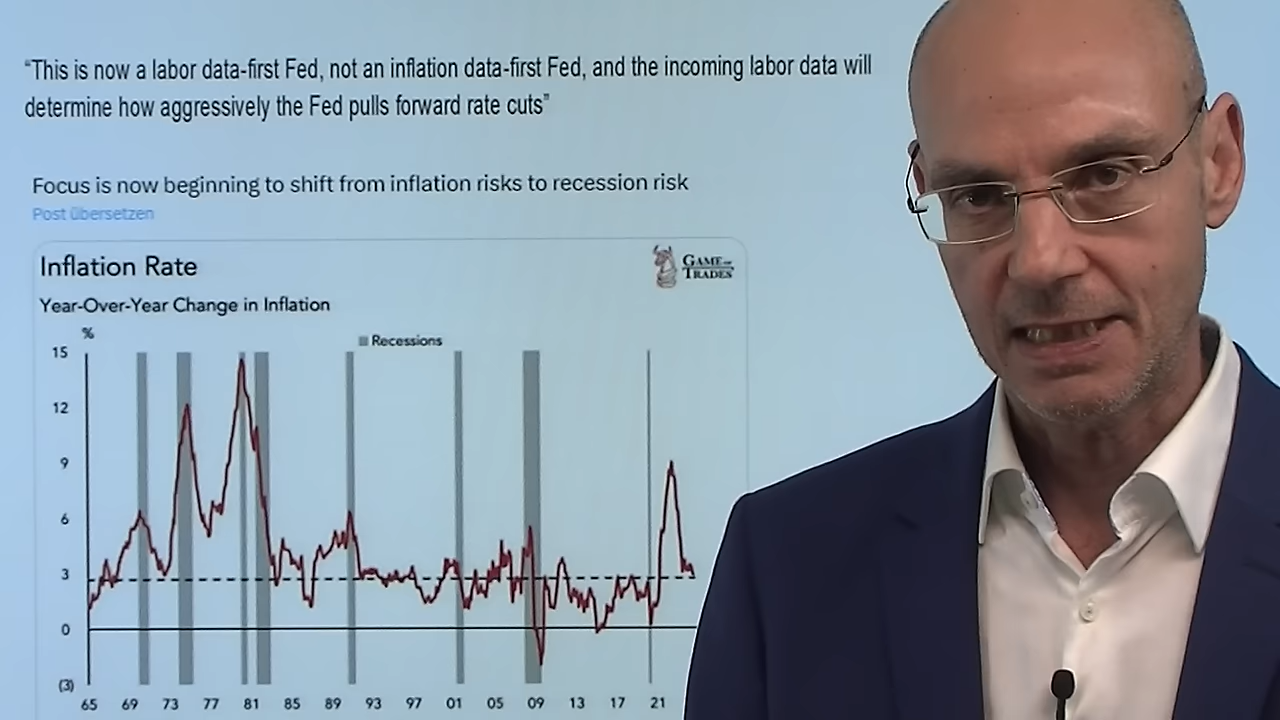 “This is now a labor data-first Fed, not an inflation data-first Fed, and the incoming labor data will
determine how aggressively the Fed pulls forward rate cuts”
Focus is now beginning to shift from inflation risks to recession risk
Post übersetzen
Inflation Rate
GAME OF
TRADES
Year-Over-Year Change in Inflation
%
Recessions
15
12
9
6
3
0
(3)
65 69 73 77 81 85 89 93 97 01 05 09 13 17 21